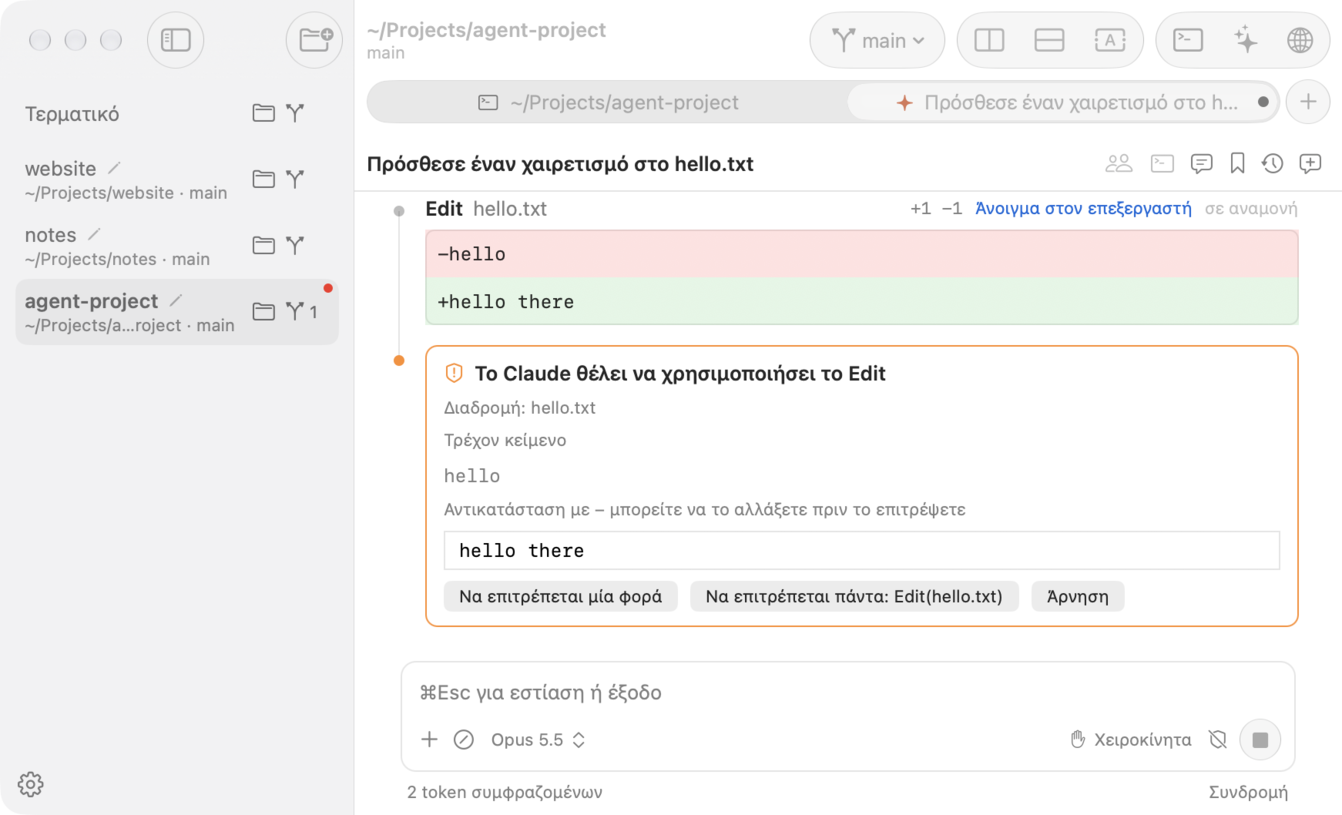 Τερματικό
website
~/Projects/website · main
notes
~/Projects/notes · main
agent-project
~/Projects/a...roject · main
1
~/Projects/agent-project
main
main
~/Projects/agent-project
Πρόσθεσε έναν χαιρετισμό στο h...
Πρόσθεσε έναν χαιρετισμό στο hello.txt
Edit hello.txt
+1 −1 Άνοιγμα στον επεξεργαστή σε αναμονή
−hello
+hello there
Το Claude θέλει να χρησιμοποιήσει το Edit
Διαδρομή: hello.txt
Τρέχον κείμενο
hello
Αντικατάσταση με – μπορείτε να το αλλάξετε πριν το επιτρέψετε
hello there
Να επιτρέπεται μία φορά
Να επιτρέπεται πάντα: Edit(hello.txt)
Άρνηση
⌘Esc για εστίαση ή έξοδο
Opus 5.5
Χειροκίνητα
2 token συμφραζομένων
Συνδρομή